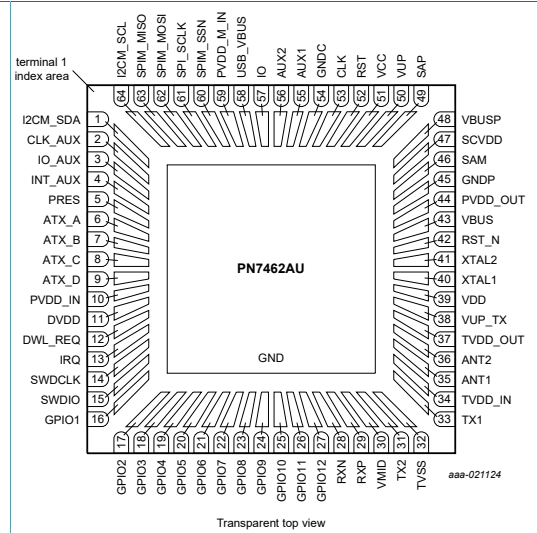 terminal 1
index area
I2CM_SCL
SPIM_MISO
SPIM_MOSI
SPI_SCLK
SPIM_SSN
PVDD_M_IN
USB_VBUS
IO
AUX2
AUX1
GNDC
CLK
RST
VCC
VUP
SAP
64
63
62
61
60
59
58
57
56
55
54
53
52
51
50
49
I2CM_SDA 1
CLK_AUX 2
IO_AUX 3
INT_AUX 4
PRES 5
ATX_A 6
ATX_B 7
ATX_C 8
ATX_D 9
PVDD_IN 10
DVDD 11
DWL_REQ 12
IRQ 13
SWDCLK 14
SWDIO 15
GPIO1 16
PN7462AU
GND
48 VBUSP
47 SCVDD
46 SAM
45 GNDP
44 PVDD_OUT
43 VBUS
42 RST_N
41 XTAL2
40 XTAL1
39 VDD
38 VUP_TX
37 TVDD_OUT
36 ANT2
35 ANT1
34 TVDD_IN
33 TX1
17
18
19
20
21
22
23
24
25
26
27
28
29
30
31
32
GPIO2
GPIO3
GPIO4
GPIO5
GPIO6
GPIO7
GPIO8
GPIO9
GPIO10
GPIO11
GPIO12
RXN
RXP
VMID
TX2
TVSS
aaa-021124
Transparent top view